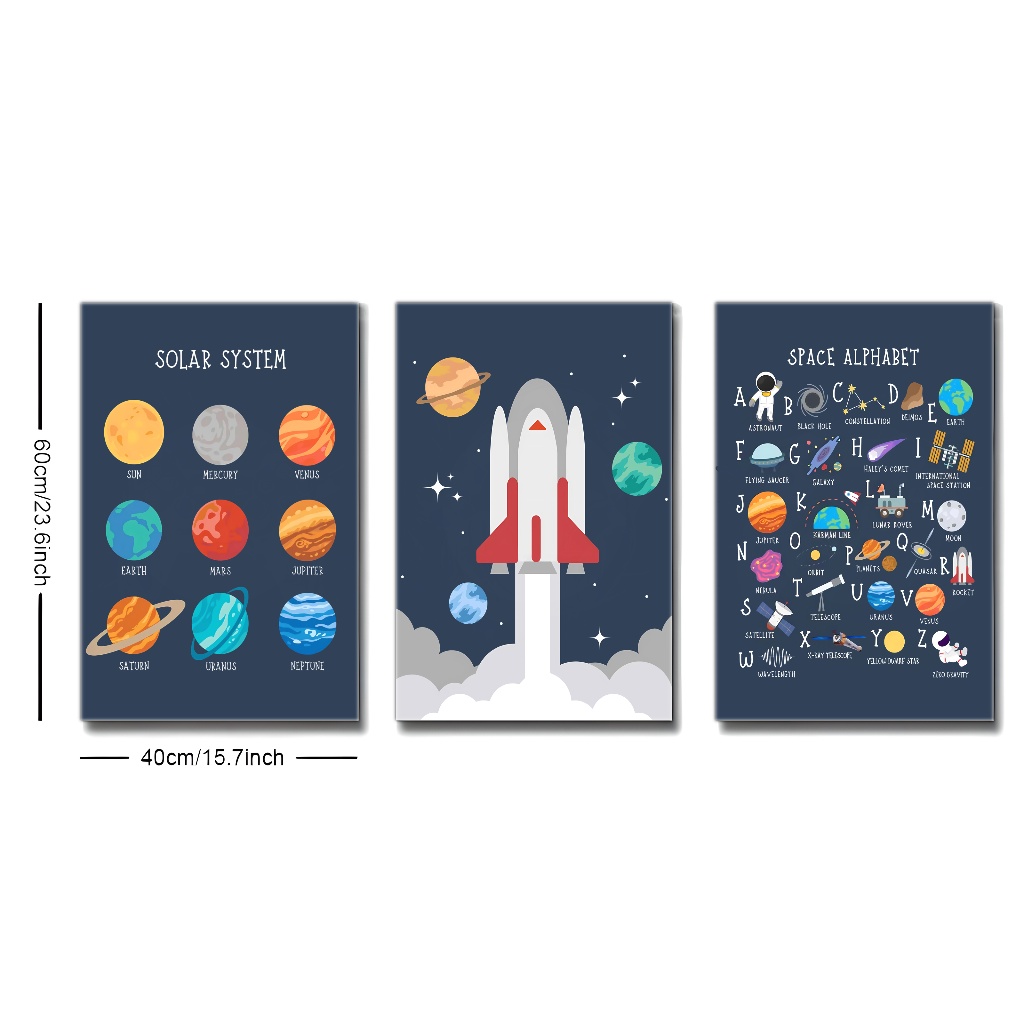 60cm/23.6inch
40cm/15.7inch
SOLAR SYSTEM
SUN
MERCURY
VENUS
EARTH
MARS
JUPITER
SATURN
URANUS
NEPTUNE
SPACE ALPHABET
A
ASTRONAUT
B
BLACK HOLE
C
CONSTELLATION
D
DEIMOS
E
EARTH
F
FLYING SAUCER
G
GALAXY
H
HALLY'S COMET
I
INTERNATIONAL
SPACE STATION
J
JUPITER
K
KARMAN LINE
L
LUNAR ROVER
M
MOON
N
NEBULA
O
ORBIT
P
PLANETS
Q
QUASAR
R
ROCKET
S
SATELLITE
T
TELESCOPE
U
URANUS
V
VENUS
W
WAVELENGTH
X
X-RAY TELESCOPE
Y
YELLOW DWARF STAR
Z
ZERO GRAVITY